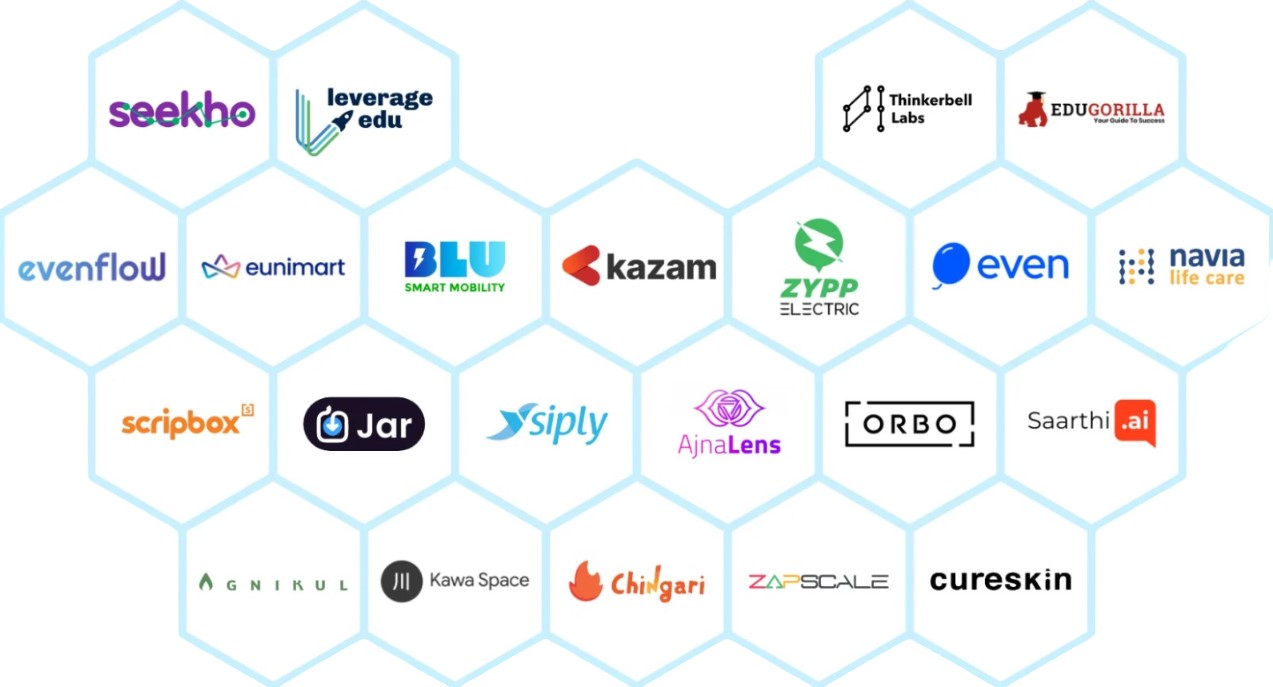 seekho
leverage
edu
Thinkerbell
Labs
EDUGORILLA
Your Guide To Success
evenflow
eunimart
BLU
SMART MOBILITY
kazam
ZYPP
ELECTRIC
even
navia
life care
scripbox [s]
Jar
siply
AjnaLens
ORBO
Saarthi .ai
AGNIKUL
Kawa Space
Chingari
ZAPSCALE
cureskin